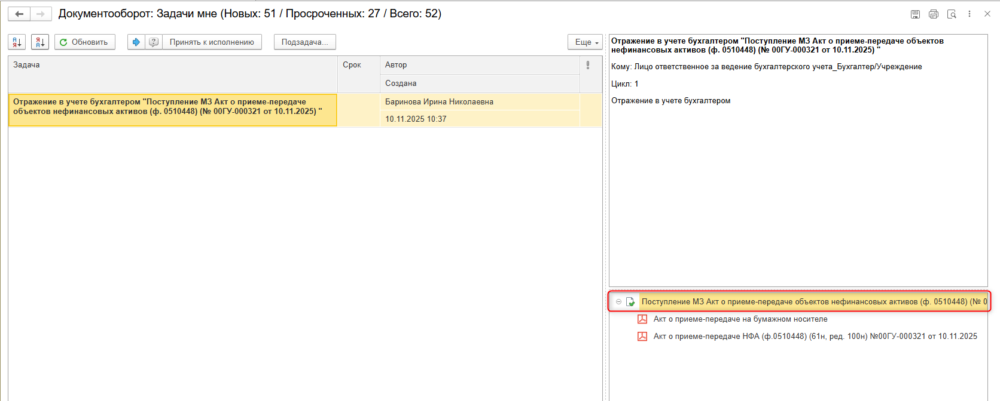 Документооборот: Задачи мне (Новых: 51 / Просроченных: 27 / Всего: 52)
Обновить
Принять к исполнению
Подзадача...
Еще
Задача
Срок
Автор
Создана
Отражение в учете бухгалтером "Поступление МЗ Акт о приеме-передаче
объектов нефинансовых активов (ф. 0510448) (№ 00ГУ-000321 от 10.11.2025) "
Баринова Ирина Николаевна
10.11.2025 10:37
Отражение в учете бухгалтером "Поступление МЗ Акт о приеме-передаче объектов
нефинансовых активов (ф. 0510448) (№ 00ГУ-000321 от 10.11.2025) "
Кому: Лицо ответственное за ведение бухгалтерского учета_Бухгалтер/Учреждение
Цикл: 1
Отражение в учете бухгалтером
Поступление МЗ Акт о приеме-передаче объектов нефинансовых активов (ф. 0510448) (№ 0
Акт о приеме-передаче на бумажном носителе
Акт о приеме-передаче НФА (ф.0510448) (61н, ред. 100н) №00ГУ-000321 от 10.11.2025